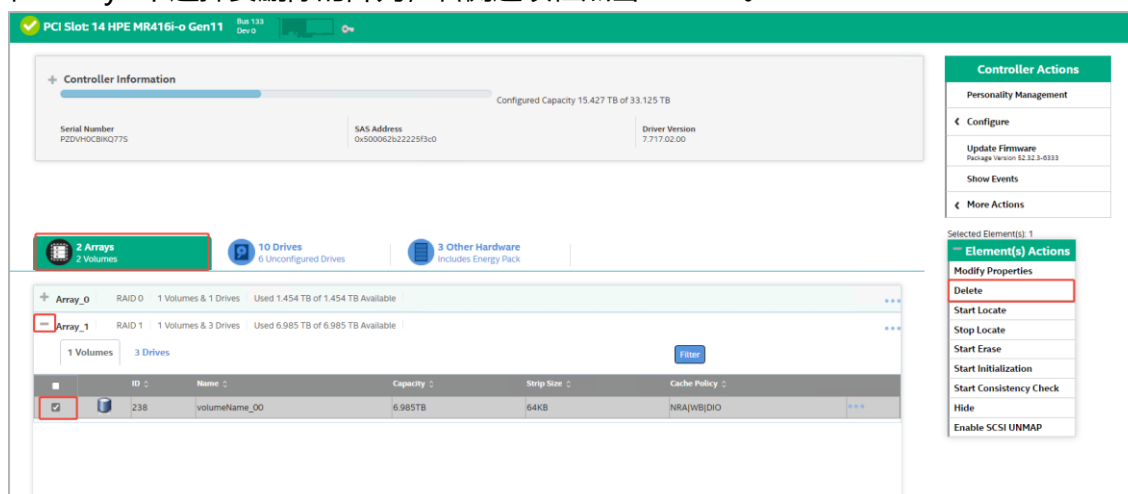 PCI Slot: 14 HPE MR416i-o Gen11 Bus 133 Dev 0
Controller Information
Configured Capacity 15.427 TB of 33.125 TB
Serial Number SAS Address Driver Version
PZDVH0CBIKQ77S 0x500062b22225f3c0 7.717.02.00
Controller Actions
Personality Management
Configure
Update Firmware
Package Version 52.32.3-6333
Show Events
More Actions
2 Arrays
2 Volumes
10 Drives
6 Unconfigured Drives
3 Other Hardware
Includes Energy Pack
Selected Element(s): 1
Element(s) Actions
Modify Properties
Delete
Start Locate
Stop Locate
Start Erase
Start Initialization
Start Consistency Check
Hide
Enable SCSI UNMAP
Array_0 RAID 0 1 Volumes & 1 Drives Used 1.454 TB of 1.454 TB Available
Array_1 RAID 1 1 Volumes & 3 Drives Used 6.985 TB of 6.985 TB Available
1 Volumes 3 Drives Filter
ID Name Capacity Strip Size Cache Policy
238 volumeName_00 6.985TB 64KB NRA|WB|DIO